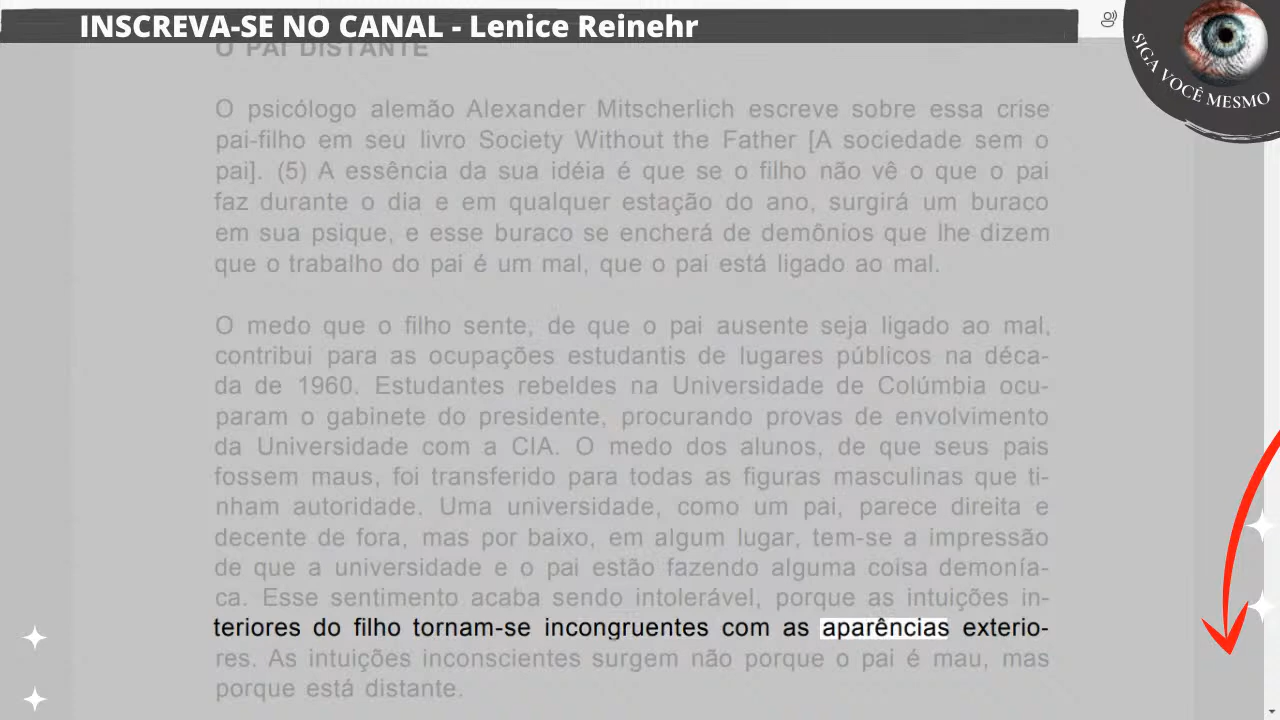 INSCREVA-SE NO CANAL - Lenice Reinehr
SIGA VOCÊ MESMO
O PAI DISTANTE
O psicólogo alemão Alexander Mitscherlich escreve sobre essa crise
pai-filho em seu livro Society Without the Father [A sociedade sem o
pai]. (5) A essência da sua idéia é que se o filho não vê o que o pai
faz durante o dia e em qualquer estação do ano, surgirá um buraco
em sua psique, e esse buraco se encherá de demônios que lhe dizem
que o trabalho do pai é um mal, que o pai está ligado ao mal.
O medo que o filho sente, de que o pai ausente seja ligado ao mal,
contribui para as ocupações estudantis de lugares públicos na déca-
da de 1960. Estudantes rebeldes na Universidade de Colúmbia ocu-
param o gabinete do presidente, procurando provas de envolvimento
da Universidade com a CIA. O medo dos alunos, de que seus pais
fossem maus, foi transferido para todas as figuras masculinas que ti-
nham autoridade. Uma universidade, como um pai, parece direita e
decente de fora, mas por baixo, em algum lugar, tem-se a impressão
de que a universidade e o pai estão fazendo alguma coisa demonía-
ca. Esse sentimento acaba sendo intolerável, porque as intuições in-
teriores do filho tornam-se incongruentes com as aparências exterio-
res. As intuições inconscientes surgem não porque o pai é mau, mas
porque está distante.